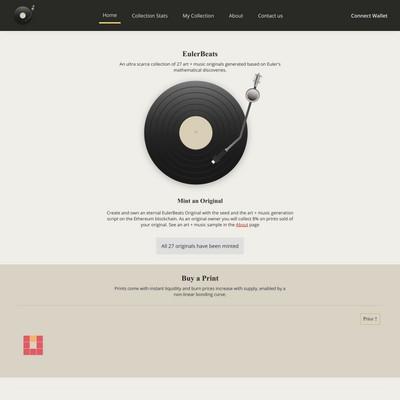 Home
Collection Stats
My Collection
About
Contact us
Connect Wallet
EulerBeats
An ultra scarce collection of 27 art + music originals generated based on Euler's
mathematical discoveries.
Mint an Original
Create and own an eternal EulerBeats Original with the seed and the art + music generation
script on the Ethereum blockchain. As an original owner you will collect 8% on prints sold of
your original. See an art + music sample in the About page
All 27 originals have been minted
Buy a Print
Prints come with instant liquidity and burn prices increase with supply, enabled by a
non-linear bonding curve.
Price ↑